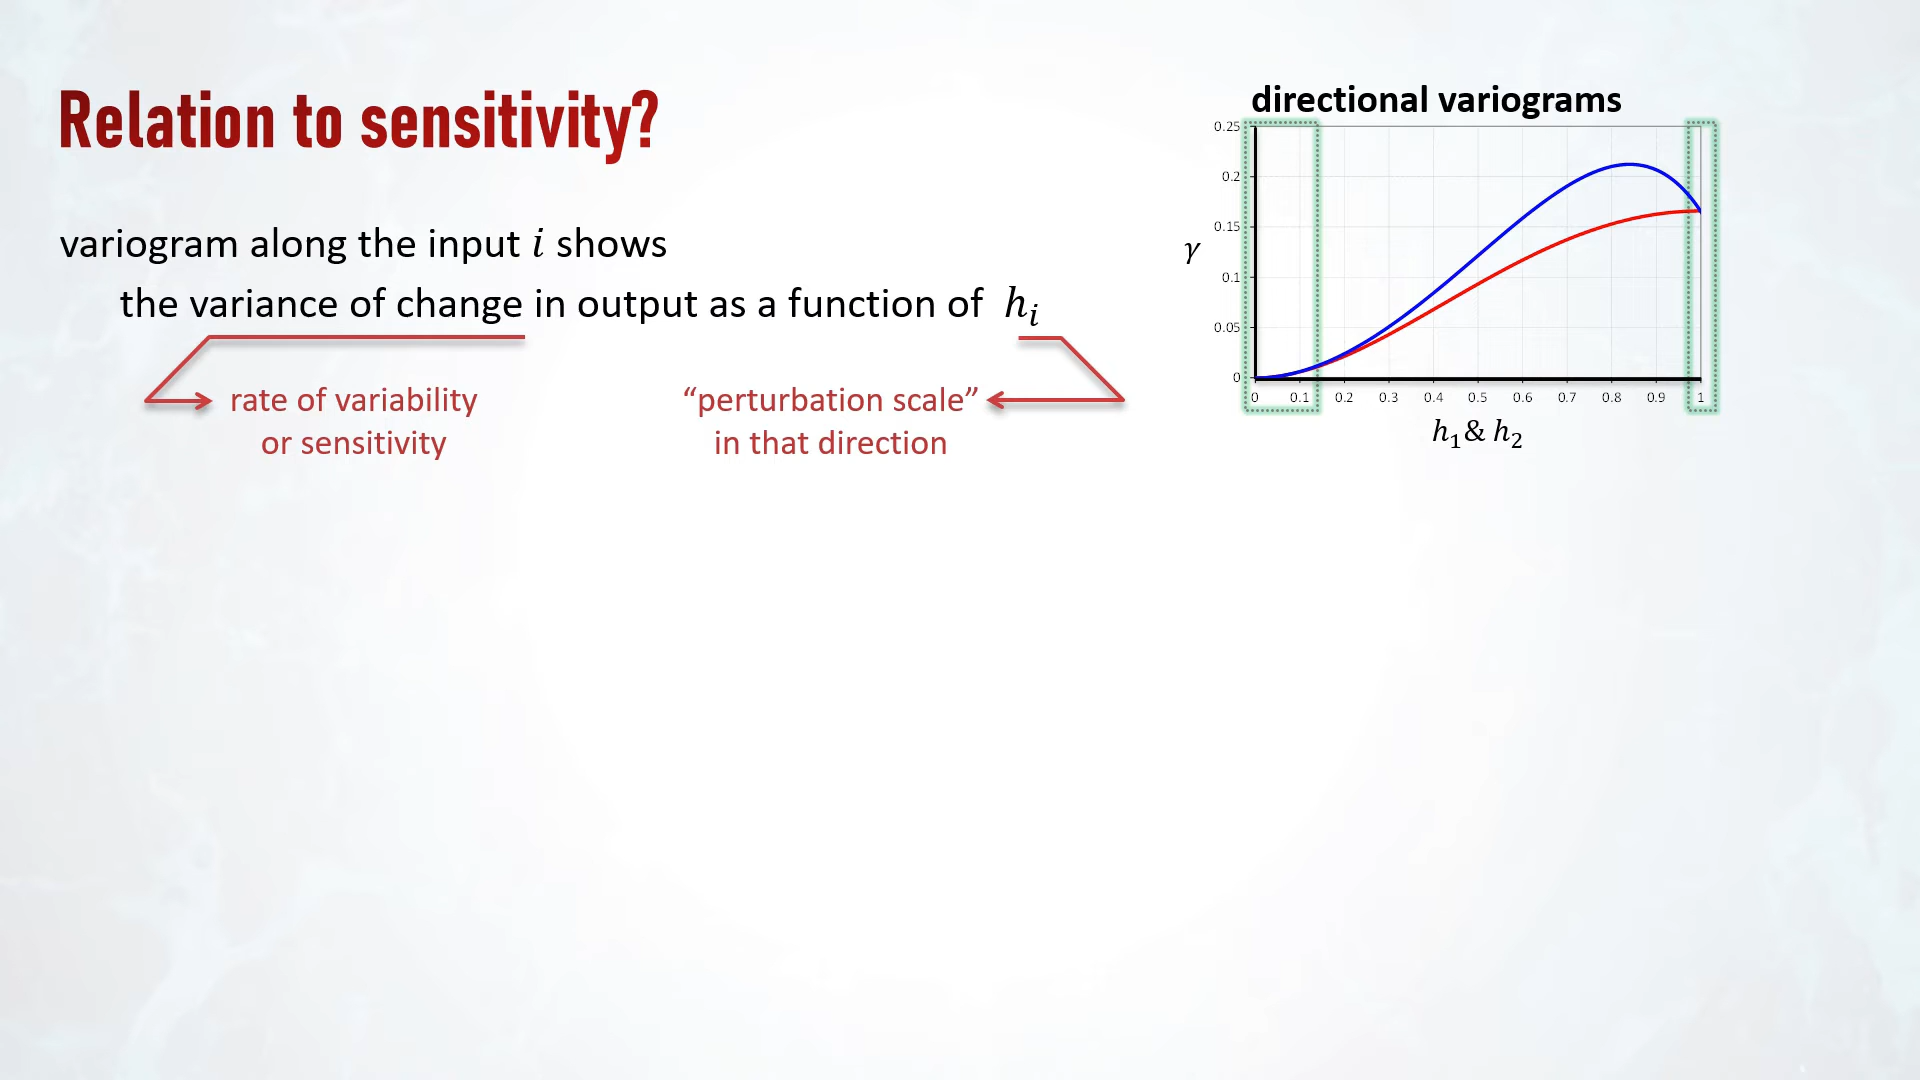 Relation to sensitivity?
variogram along the input i shows
the variance of change in output as a function of hᵢ
rate of variability
or sensitivity
“perturbation scale”
in that direction
directional variograms
0.25
0.2
0.15
0.1
0.05
0
γ
0 0.1 0.2 0.3 0.4 0.5 0.6 0.7 0.8 0.9 1
h₁& h₂